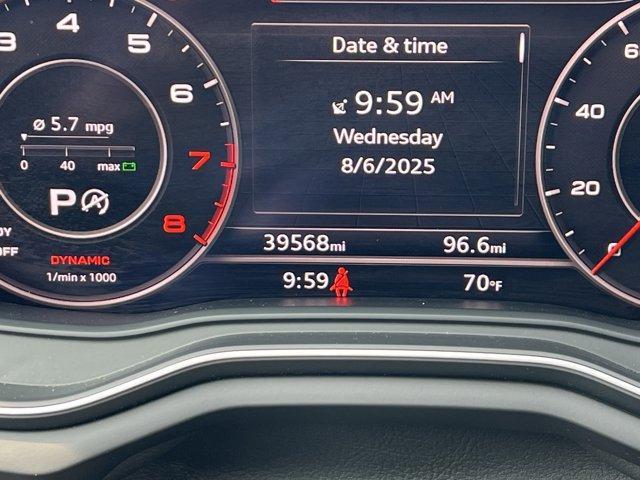 3
4
5
6
7
8
ø 5.7 mpg
0 40 max
P
DY
OFF
DYNAMIC
1/min x 1000
Date & time
9:59 AM
Wednesday
8/6/2025
39568mi 96.6mi
9:59 70°F
6
40
20
0